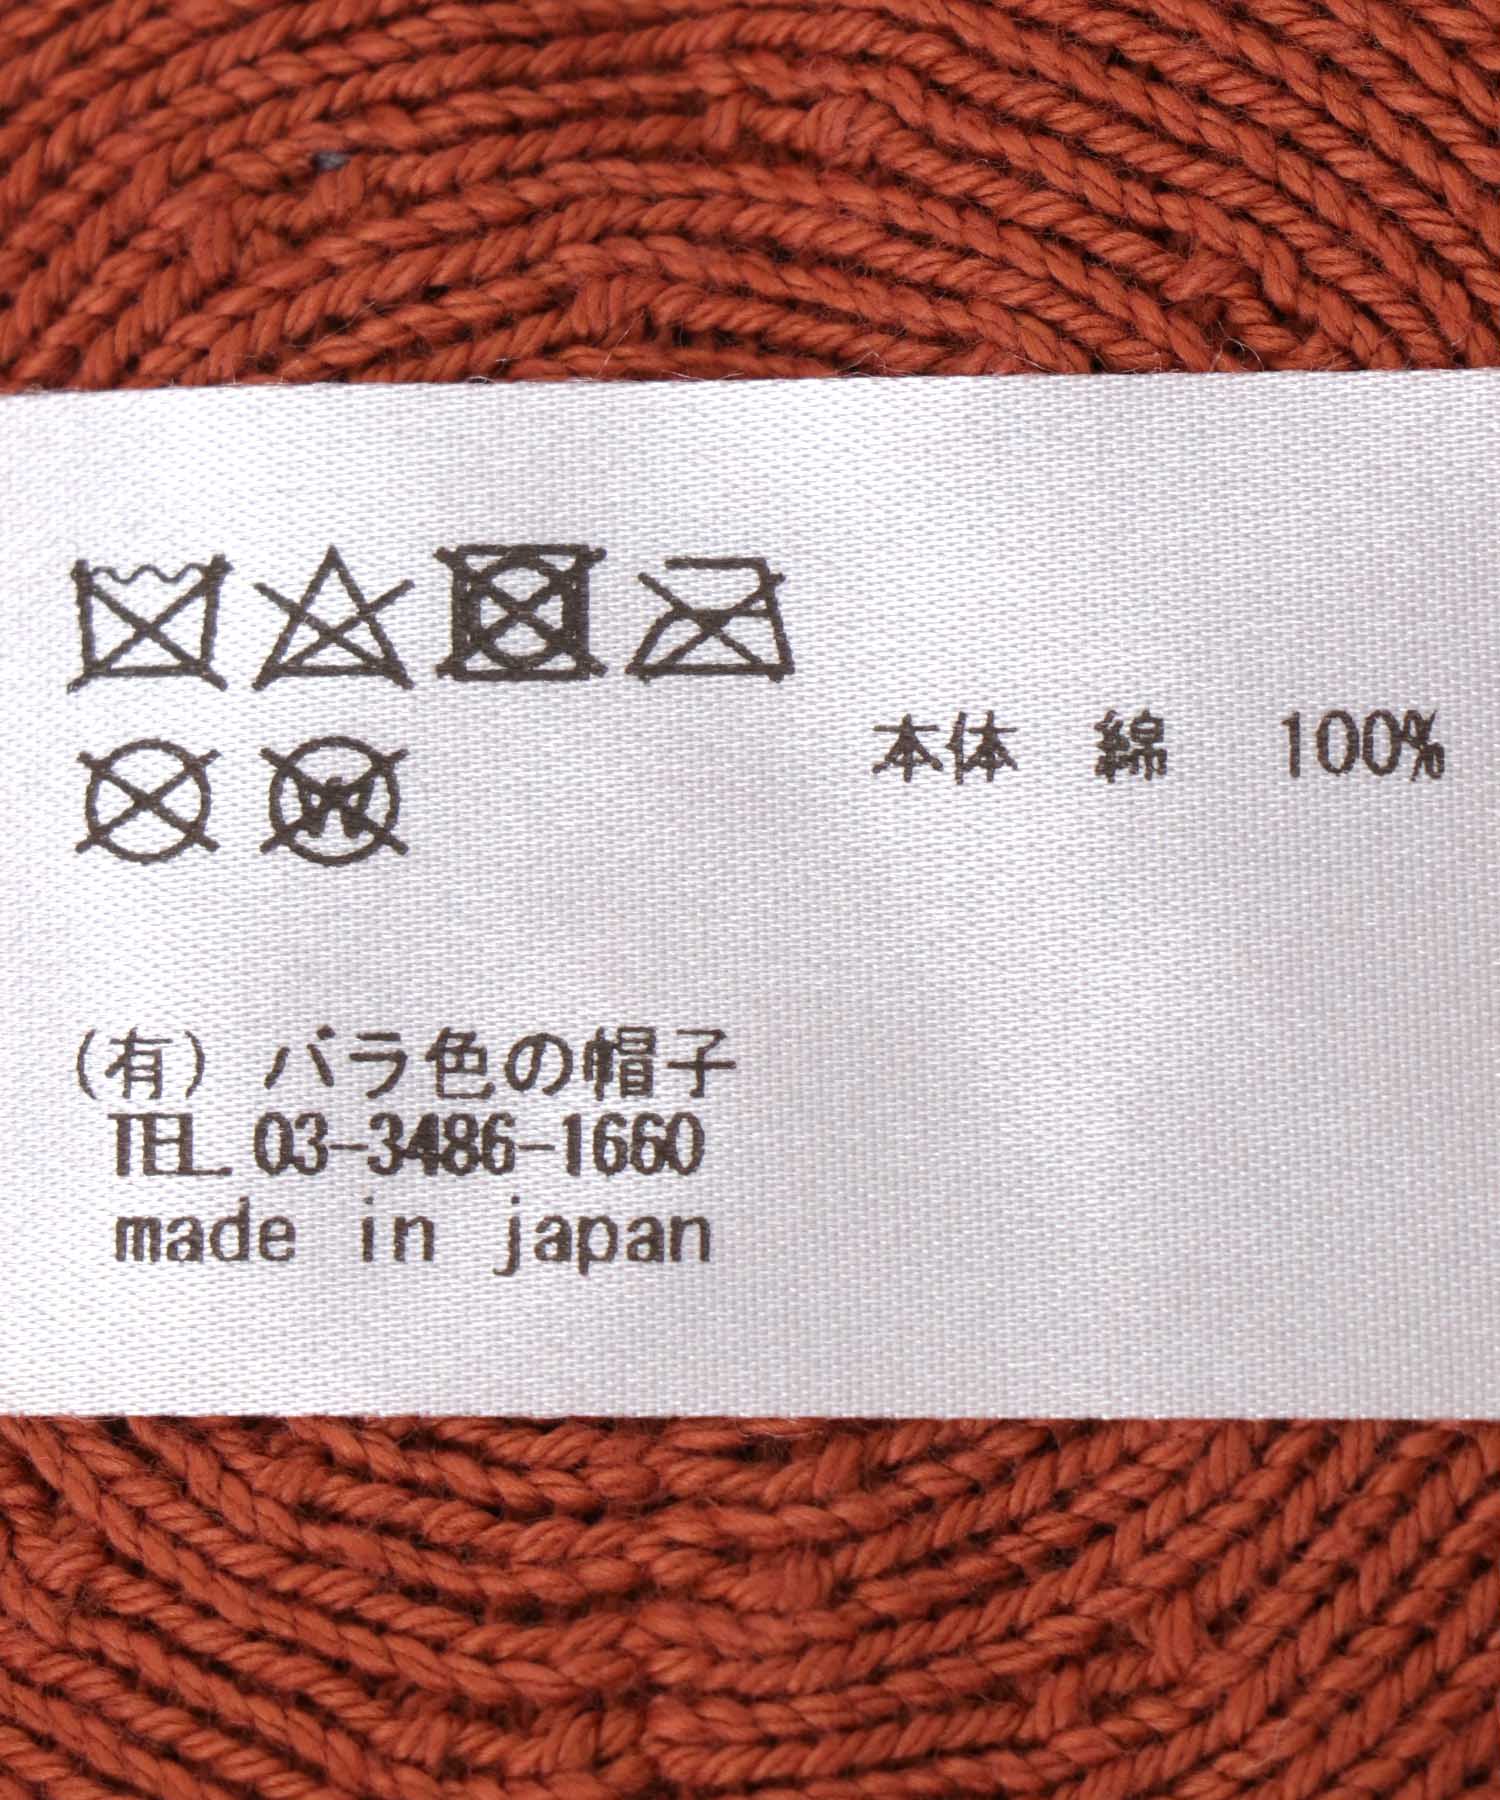 本体 綿 100%
(有) バラ色の帽子
TEL. 03-3486-1660
made in japan